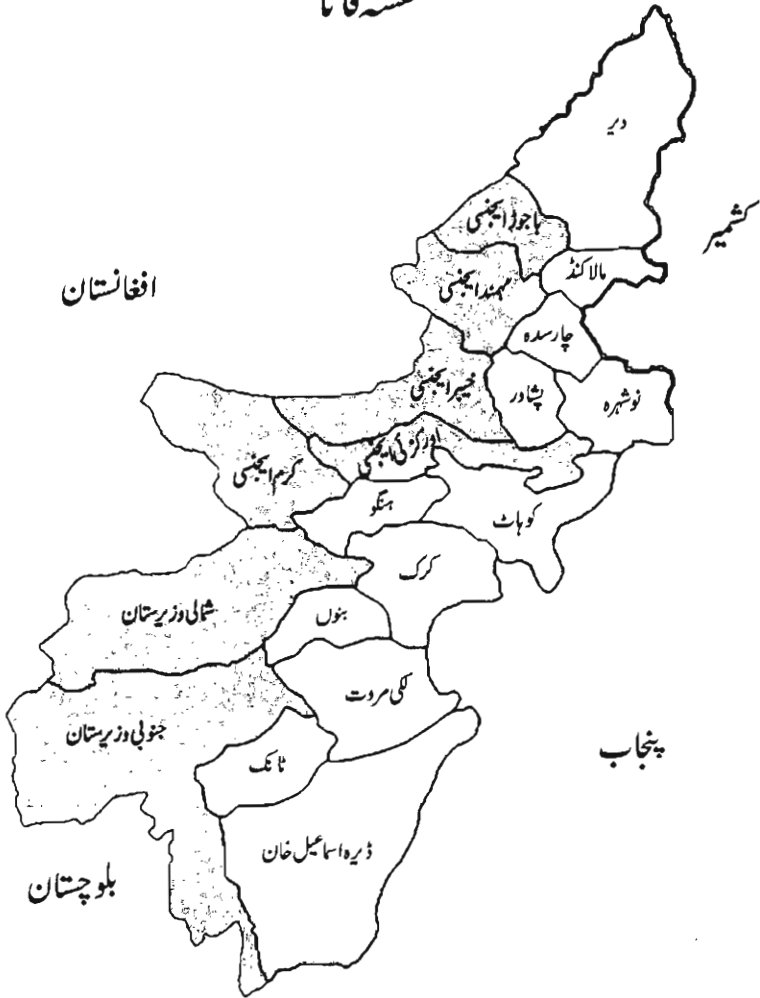 دیر
باجوڑ ایجنسی
کشمیر
مالاکنڈ
مہمند ایجنسی
افغانستان
چارسدہ
خیبر ایجنسی
پشاور
نوشہرہ
اورکزئی ایجنسی
کرم ایجنسی
ہنگو
کوہاٹ
کرک
شمالی وزیرستان
بنوں
لکی مروت
جنوبی وزیرستان
پنجاب
ٹانک
ڈیرہ اسماعیل خان
بلوچستان